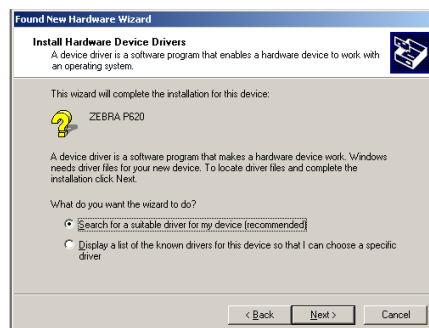 Found New Hardware Wizard
Install Hardware Device Drivers
A device driver is a software program that enables a hardware device to work with
an operating system.
This wizard will complete the installation for this device:
ZEBRA P620
A device driver is a software program that makes a hardware device work. Windows
needs driver files for your new device. To locate driver files and complete the
installation click Next.
What do you want the wizard to do?
Search for a suitable driver for my device (recommended)
Display a list of the known drivers for this device so that I can choose a specific
driver
< Back Next > Cancel